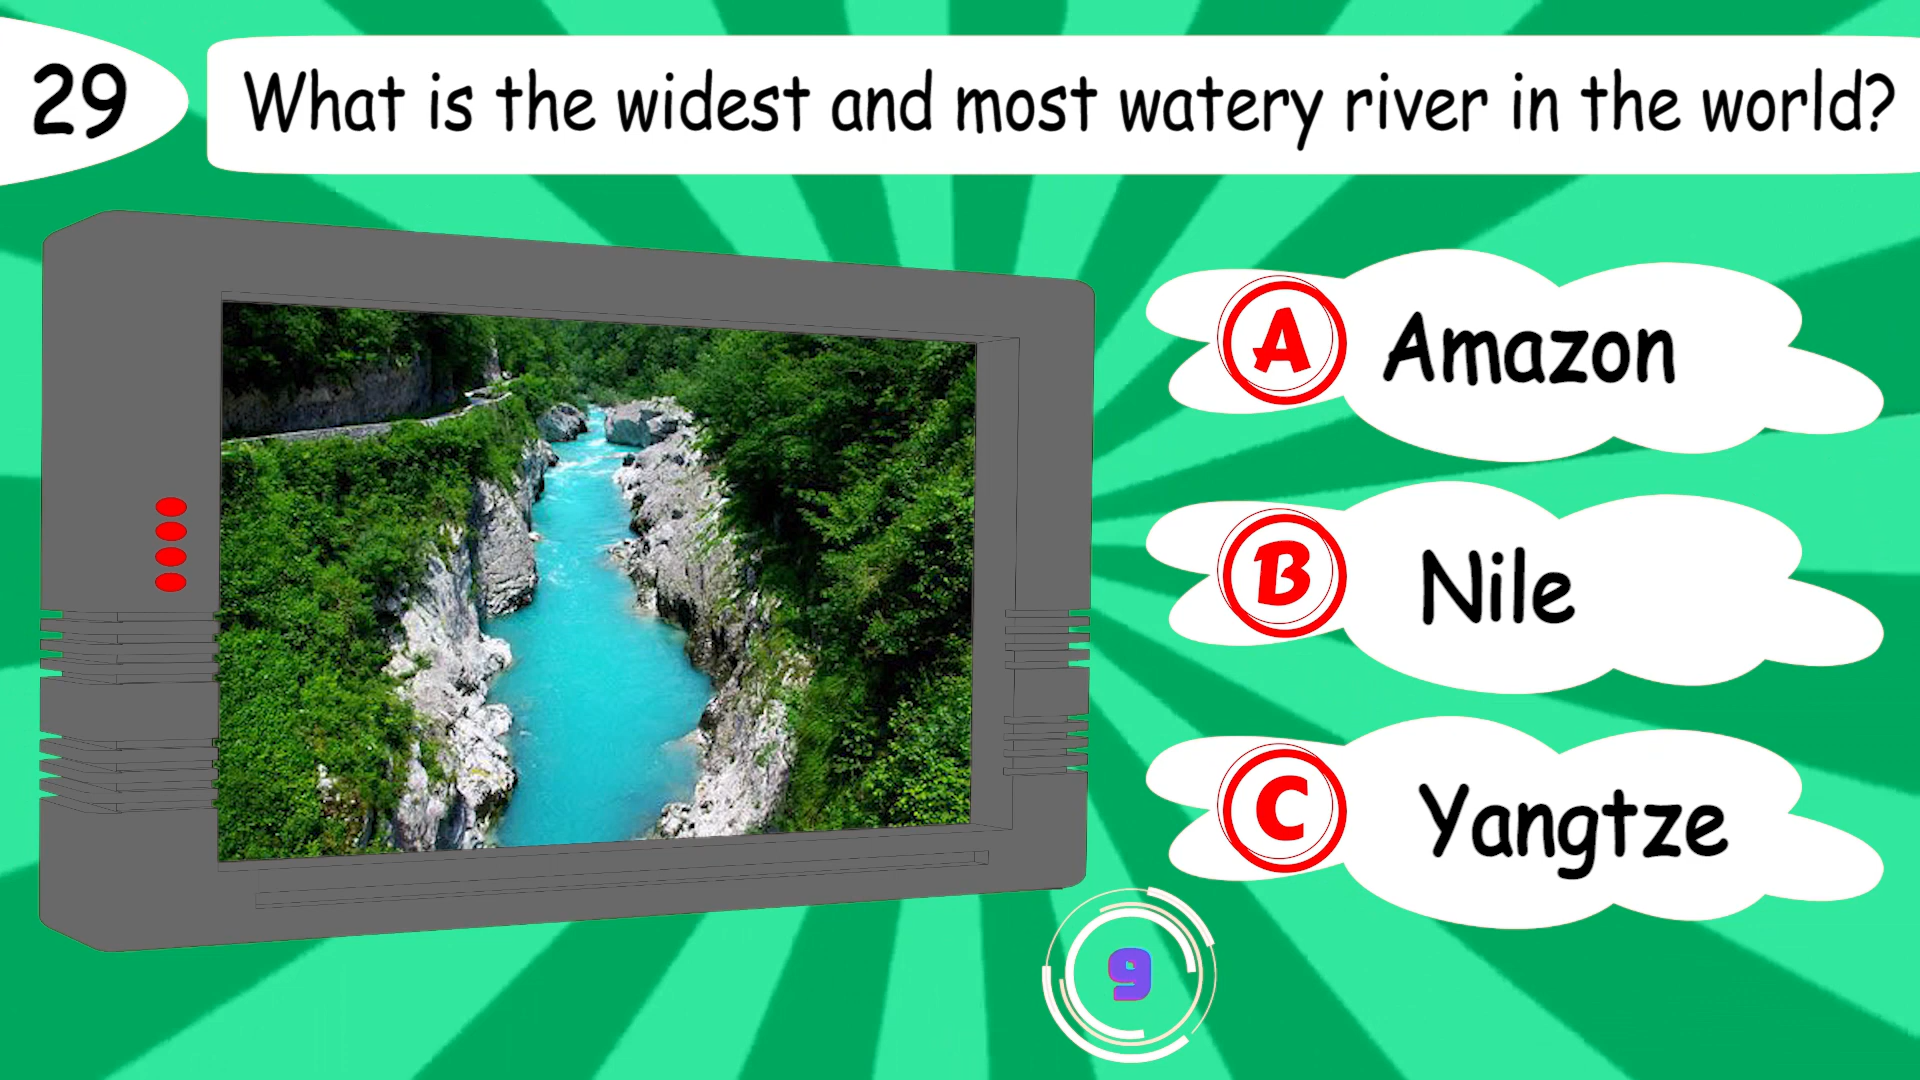 29
What is the widest and most watery river in the world?
A Amazon
B Nile
C Yangtze
9